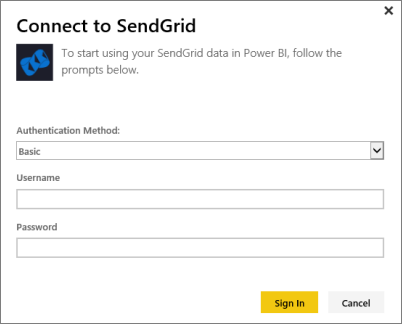 Connect to SendGrid
To start using your SendGrid data in Power BI, follow the
prompts below.
Authentication Method:
Basic
Username
Password
Sign In
Cancel